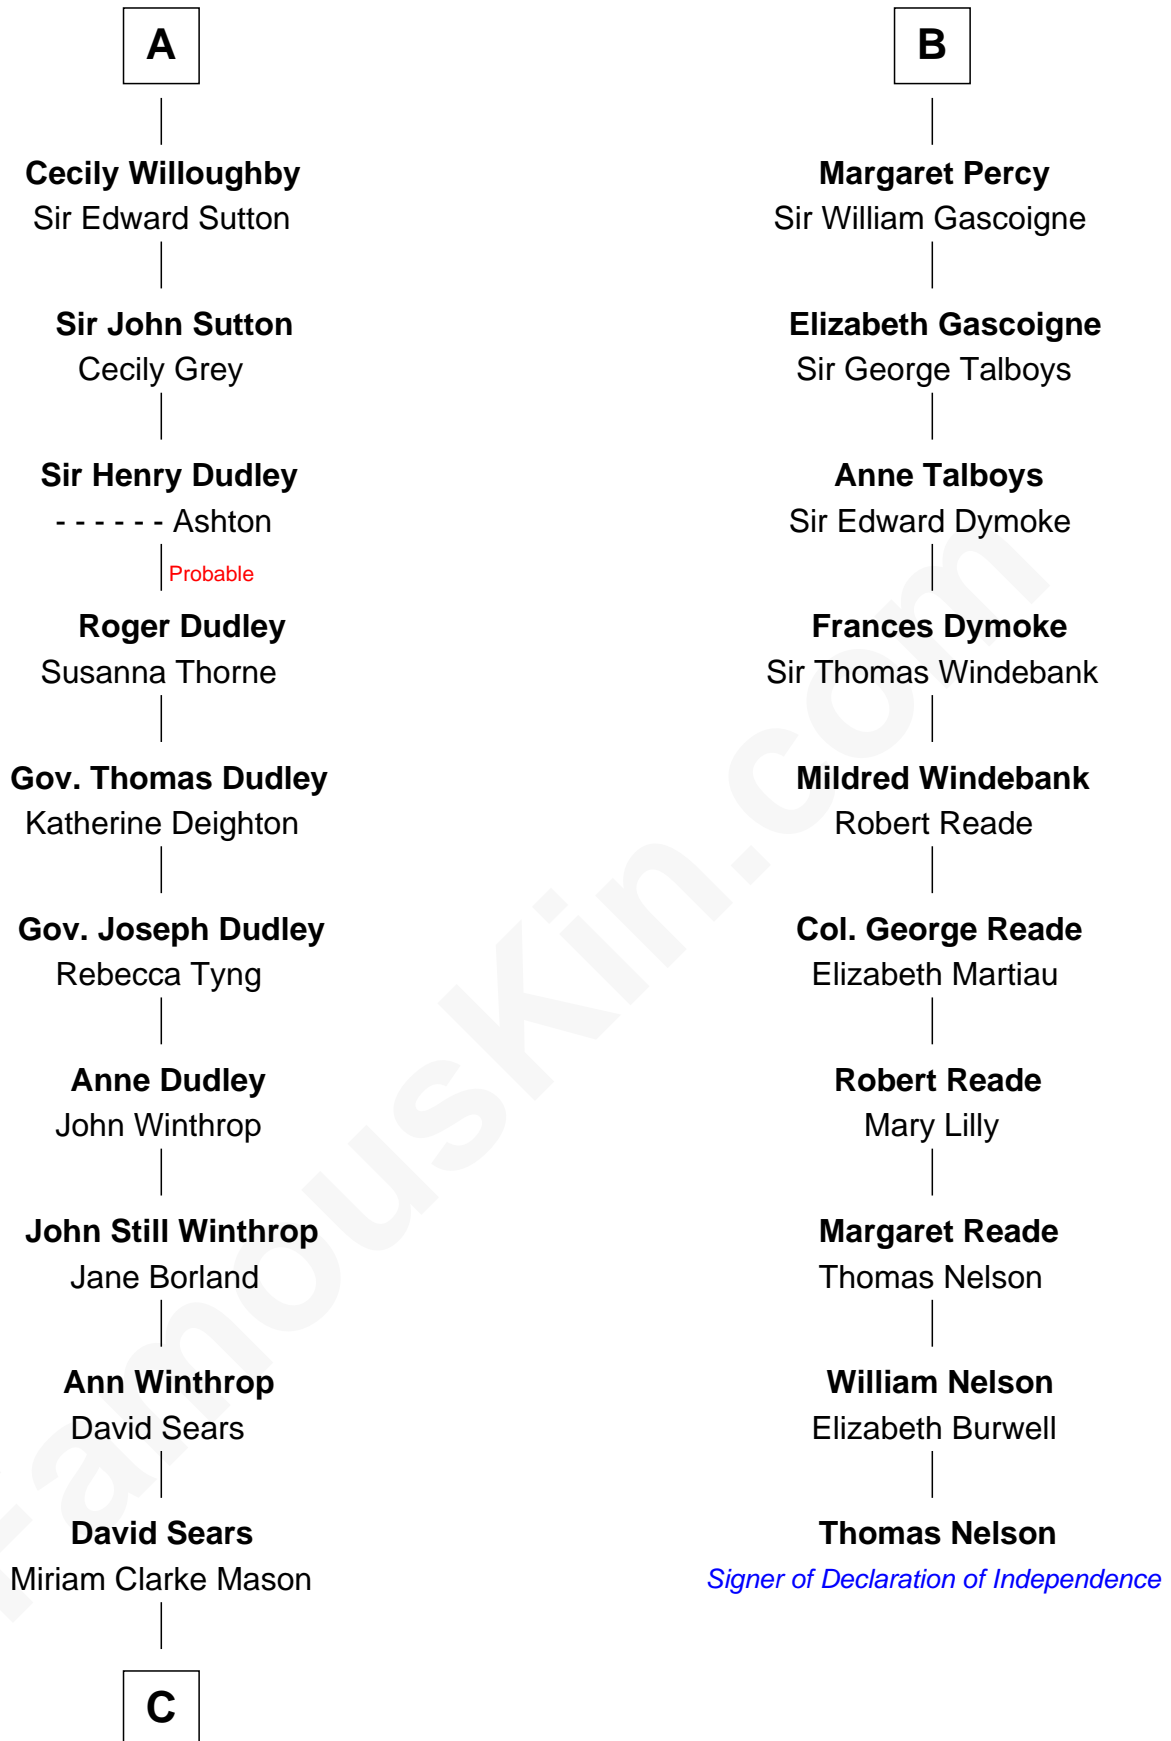 A
Cecily Willoughby
Sir Edward Sutton
Sir John Sutton
Cecily Grey
Sir Henry Dudley
- - - - - - Ashton
Probable
Roger Dudley
Susanna Thorne
Gov. Thomas Dudley
Katherine Deighton
Gov. Joseph Dudley
Rebecca Tyng
Anne Dudley
John Winthrop
John Still Winthrop
Jane Borland
Ann Winthrop
David Sears
David Sears
Miriam Clarke Mason
C
B
Margaret Percy
Sir William Gascoigne
Elizabeth Gascoigne
Sir George Talboys
Anne Talboys
Sir Edward Dymoke
Frances Dymoke
Sir Thomas Windebank
Mildred Windebank
Robert Reade
Col. George Reade
Elizabeth Martiau
Robert Reade
Mary Lilly
Margaret Reade
Thomas Nelson
William Nelson
Elizabeth Burwell
Thomas Nelson
Signer of Declaration of Independence
FamousKin.com